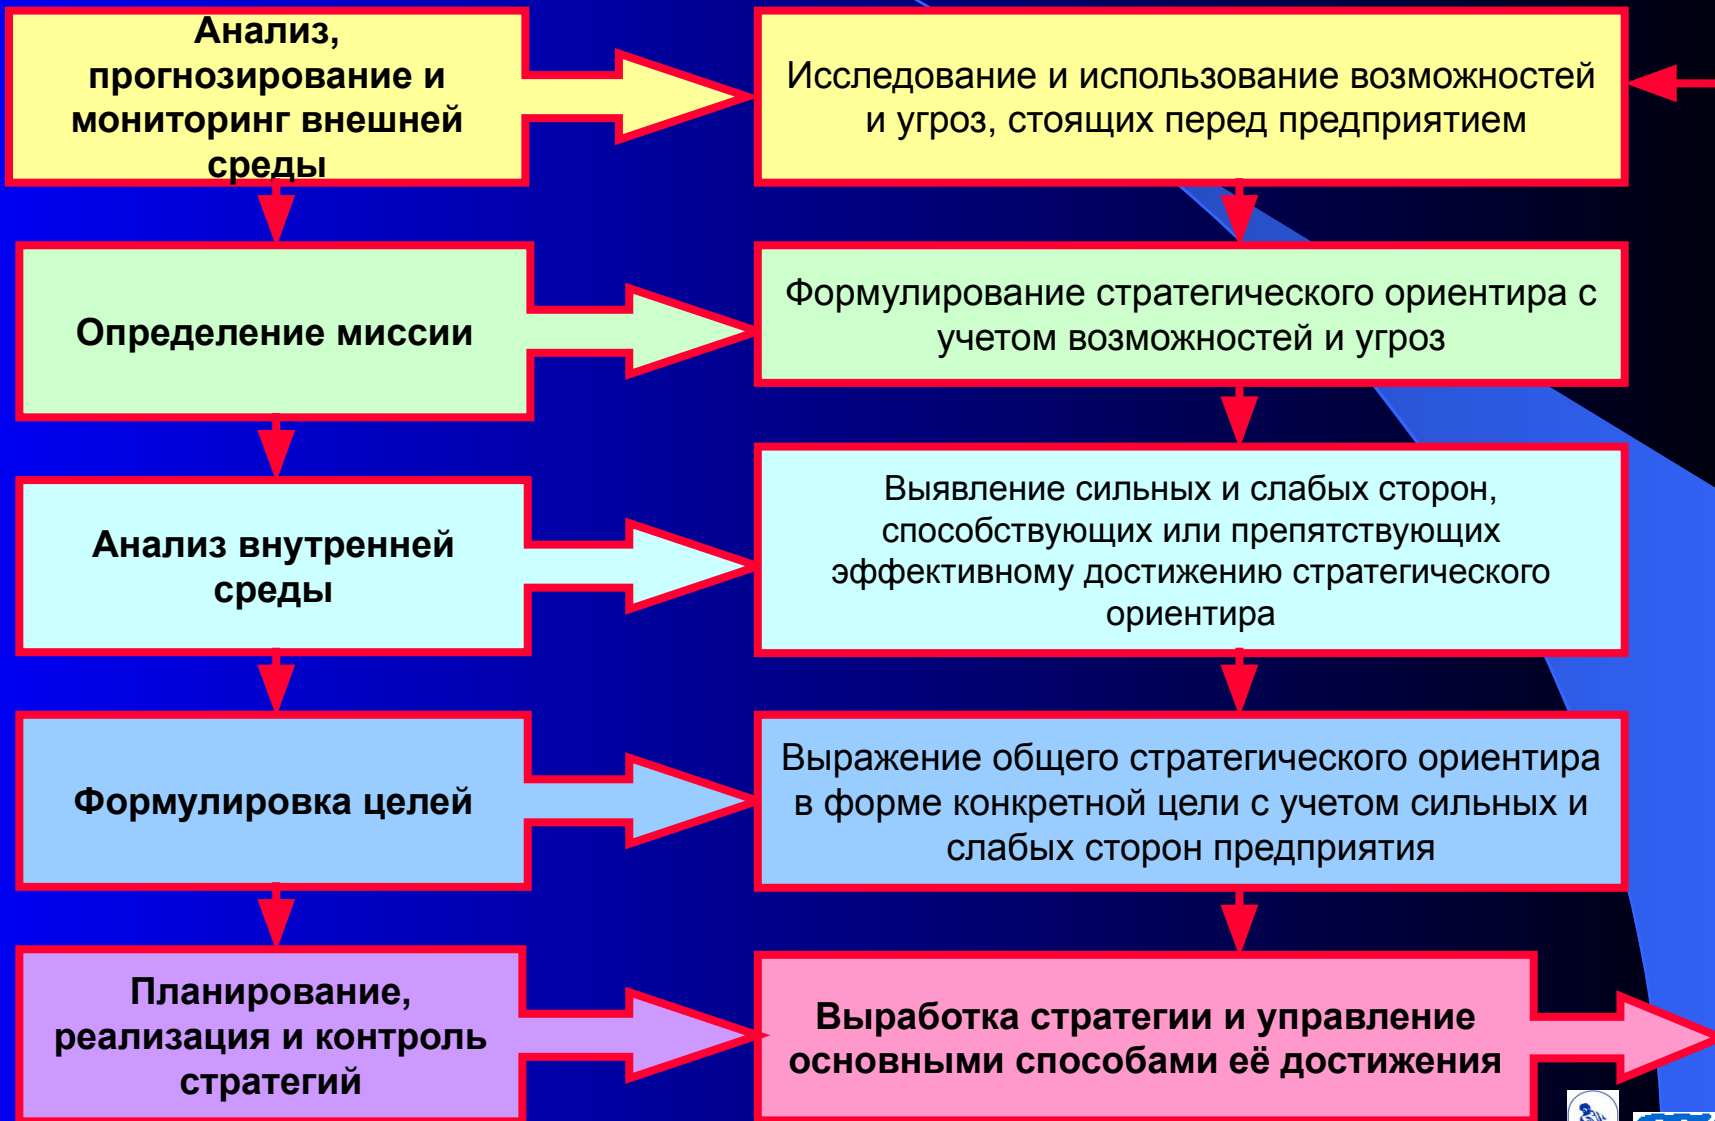 Анализ,
прогнозирование и
мониторинг внешней
среды
Исследование и использование возможностей
и угроз, стоящих перед предприятием
Определение миссии
Формулирование стратегического ориентира с
учетом возможностей и угроз
Анализ внутренней
среды
Выявление сильных и слабых сторон,
способствующих или препятствующих
эффективному достижению стратегического
ориентира
Формулировка целей
Выражение общего стратегического ориентира
в форме конкретной цели с учетом сильных и
слабых сторон предприятия
Планирование,
реализация и контроль
стратегий
Выработка стратегии и управление
основными способами её достижения